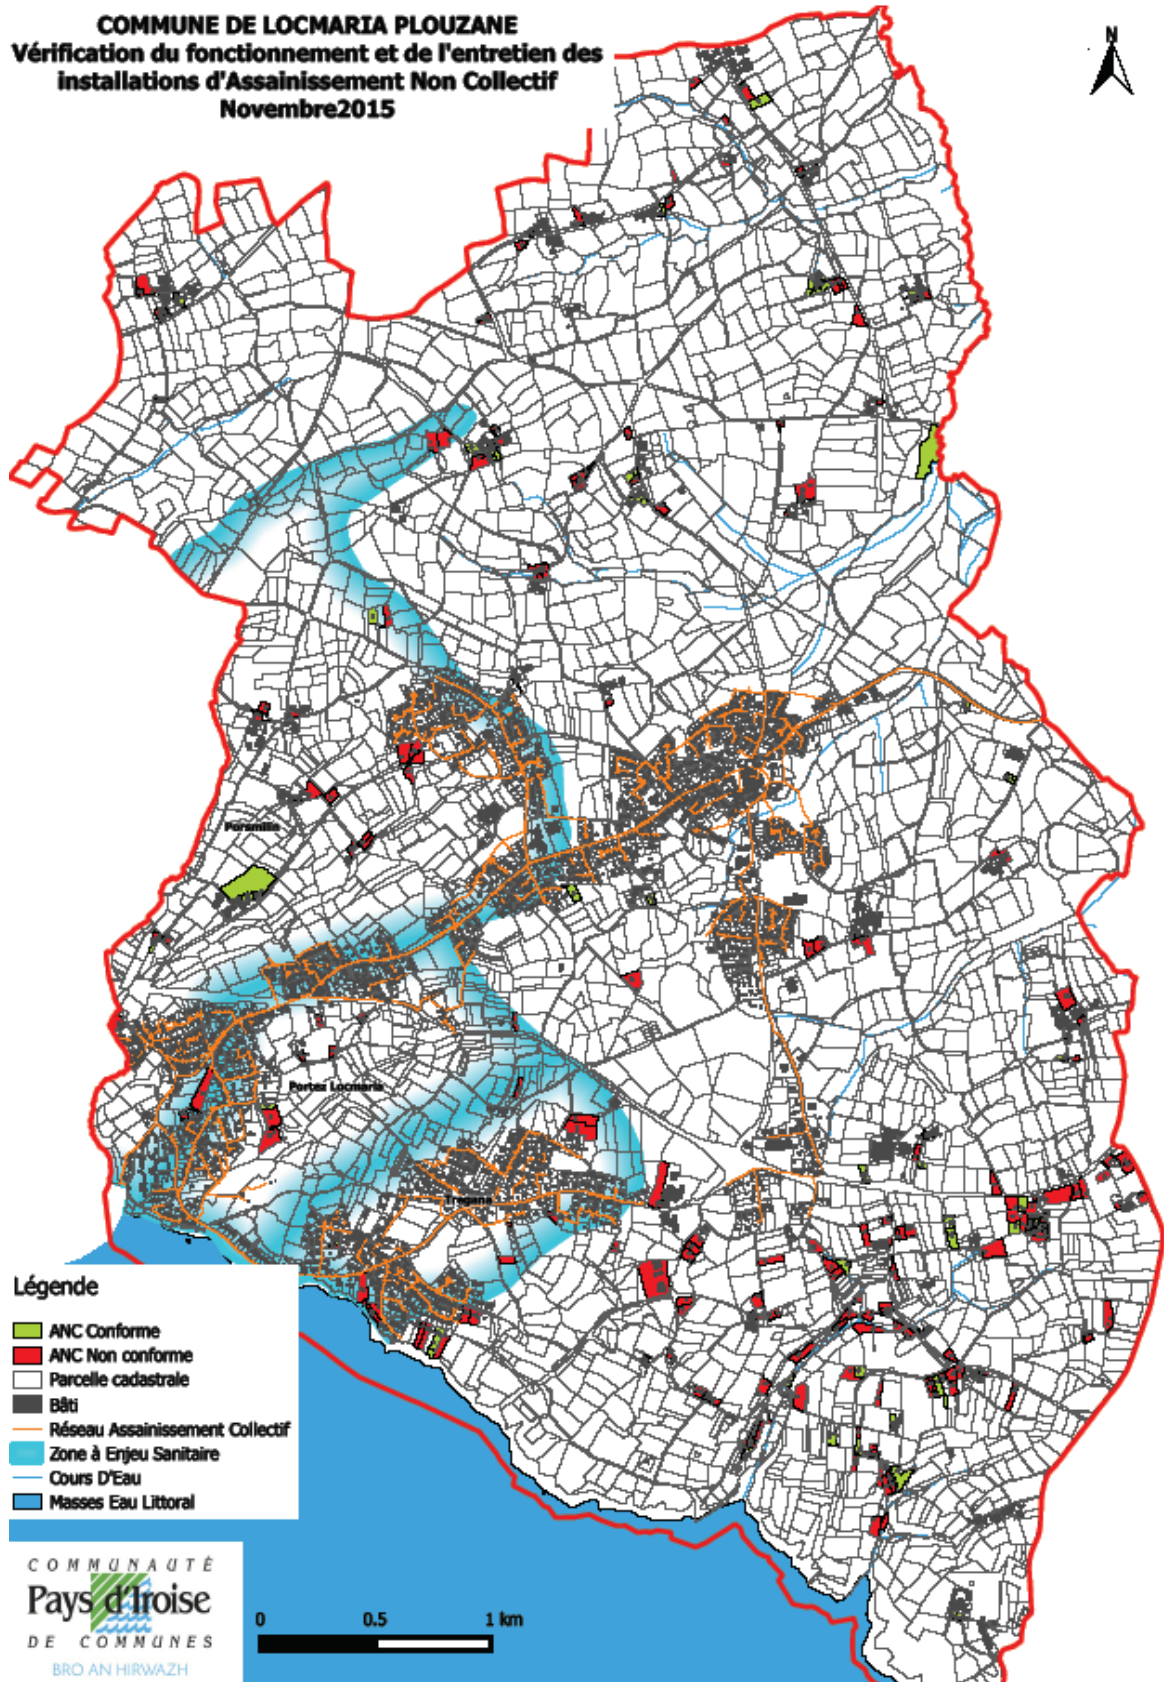 COMMUNE DE LOCMARIA PLOUZANE
Vérification du fonctionnement et de l'entretien des
installations d'Assainissement Non Collectif
Novembre2015
N
Porsmilin
Portez Locmaria
Tregana
Légende
ANC Conforme
ANC Non conforme
Parcelle cadastrale
Bâti
Réseau Assainissement Collectif
Zone à Enjeu Sanitaire
Cours D'Eau
Masses Eau Littoral
COMMUNAUTÉ
Pays d'Iroise
DE COMMUNES
BRO AN HIRWAZH
0 0.5 1 km